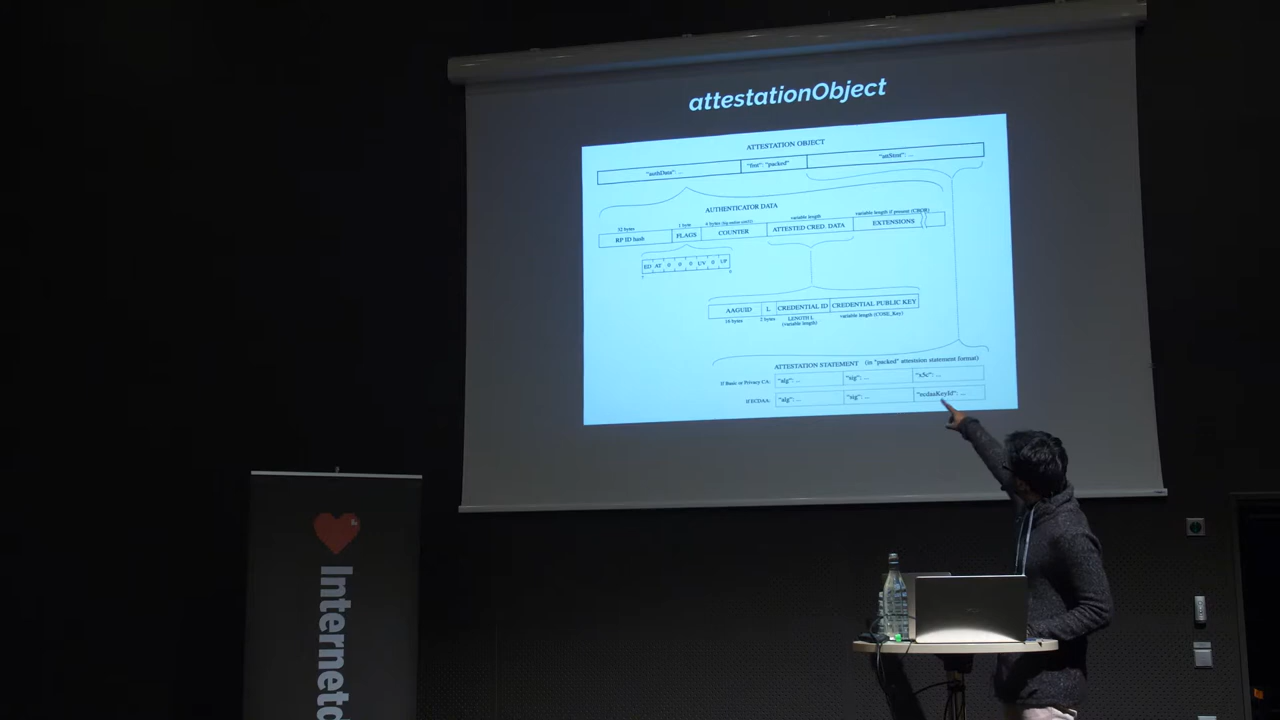 attestationObject
ATTESTATION OBJECT
"authData": ...
"fmt": "packed"
"attStmt": ...
AUTHENTICATOR DATA
32 bytes
1 byte
4 bytes (big-endian uint32)
variable length
variable length if present (CBOR)
RP ID hash
FLAGS
COUNTER
ATTESTED CRED. DATA
EXTENSIONS
ED AT 0 0 0 UV 0 UP
7
0
AAGUID
L
CREDENTIAL ID
CREDENTIAL PUBLIC KEY
16 bytes
2 bytes
LENGTH L
(variable length)
variable length (COSE_Key)
ATTESTATION STATEMENT (in "packed" attestation statement format)
If Basic or Privacy CA:
"alg": ...
"sig": ...
"x5c": ...
If ECDAA:
"alg": ...
"sig": ...
"ecdaaKeyId": ...